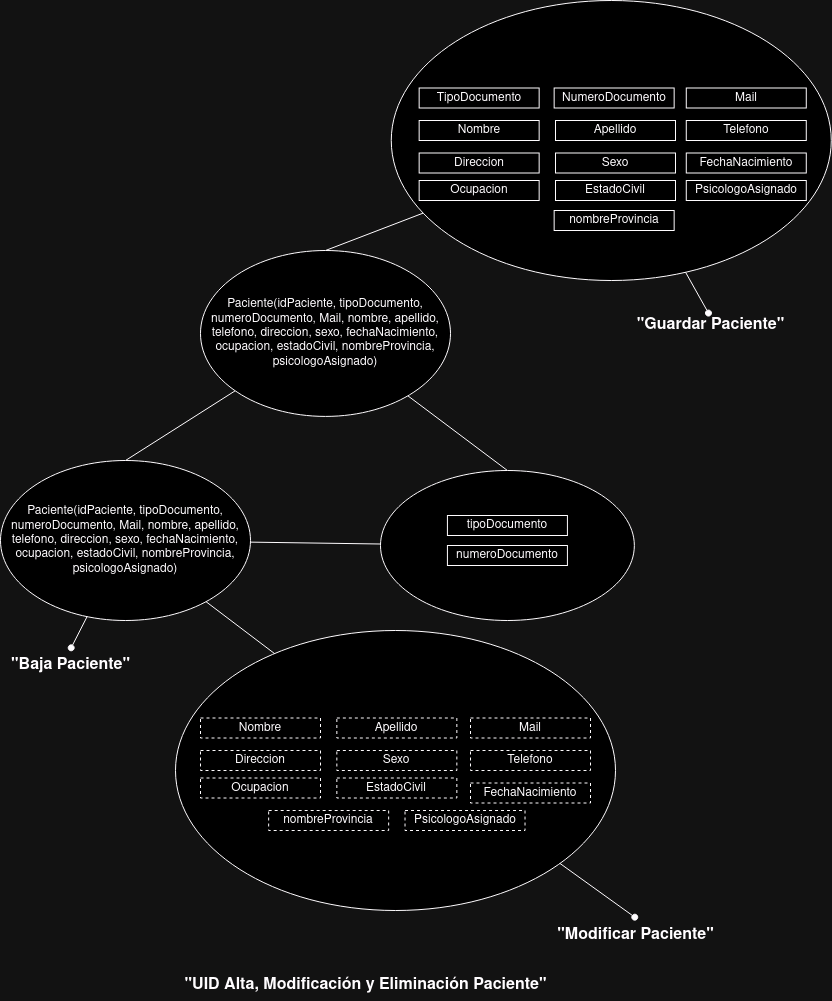 TipoDocumento
NumeroDocumento
Mail
Nombre
Apellido
Telefono
Direccion
Sexo
FechaNacimiento
Ocupacion
EstadoCivil
PsicologoAsignado
nombreProvincia
"Guardar Paciente"
Paciente(idPaciente, tipoDocumento,
numeroDocumento, Mail, nombre, apellido,
telefono, direccion, sexo, fechaNacimiento,
ocupacion, estadoCivil, nombreProvincia,
psicologoAsignado)
Paciente(idPaciente, tipoDocumento,
numeroDocumento, Mail, nombre, apellido,
telefono, direccion, sexo, fechaNacimiento,
ocupacion, estadoCivil, nombreProvincia,
psicologoAsignado)
tipoDocumento
numeroDocumento
"Baja Paciente"
Nombre
Apellido
Mail
Direccion
Sexo
Telefono
Ocupacion
EstadoCivil
FechaNacimiento
nombreProvincia
PsicologoAsignado
"Modificar Paciente"
"UID Alta, Modificación y Eliminación Paciente"